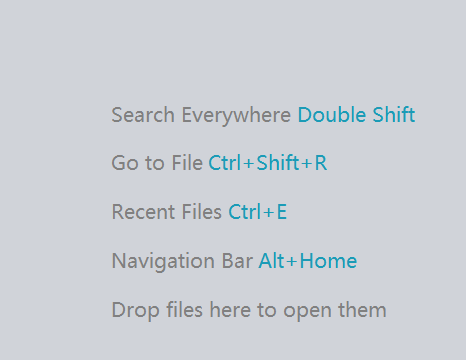 Search Everywhere Double Shift
Go to File Ctrl+Shift+R
Recent Files Ctrl+E
Navigation Bar Alt+Home
Drop files here to open them